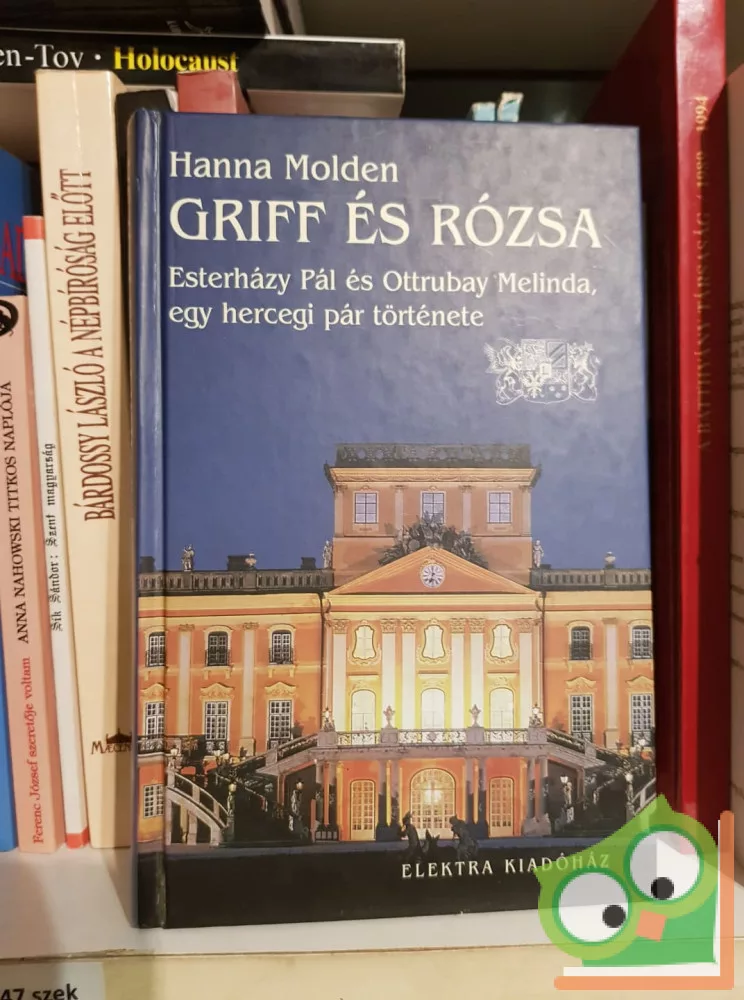 en-Tov · Holocaust
Hanna Molden
GRIFF ÉS RÓZSA
Esterházy Pál és Ottrubay Melinda,
egy hercegi pár története
ELEKTRA KIADÓHÁZ
BÁRDOSSY LÁSZLÓ A NÉPBÍRÓSÁG ELŐTT
Sík Sándor: Szent magyarság
ANNA NAHOWSKI TITKOS NAPLÓJA
Ferenc József szeretője voltam
A BATTHYÁNY TÁRSASÁG / 1989 - 1994
47 szek